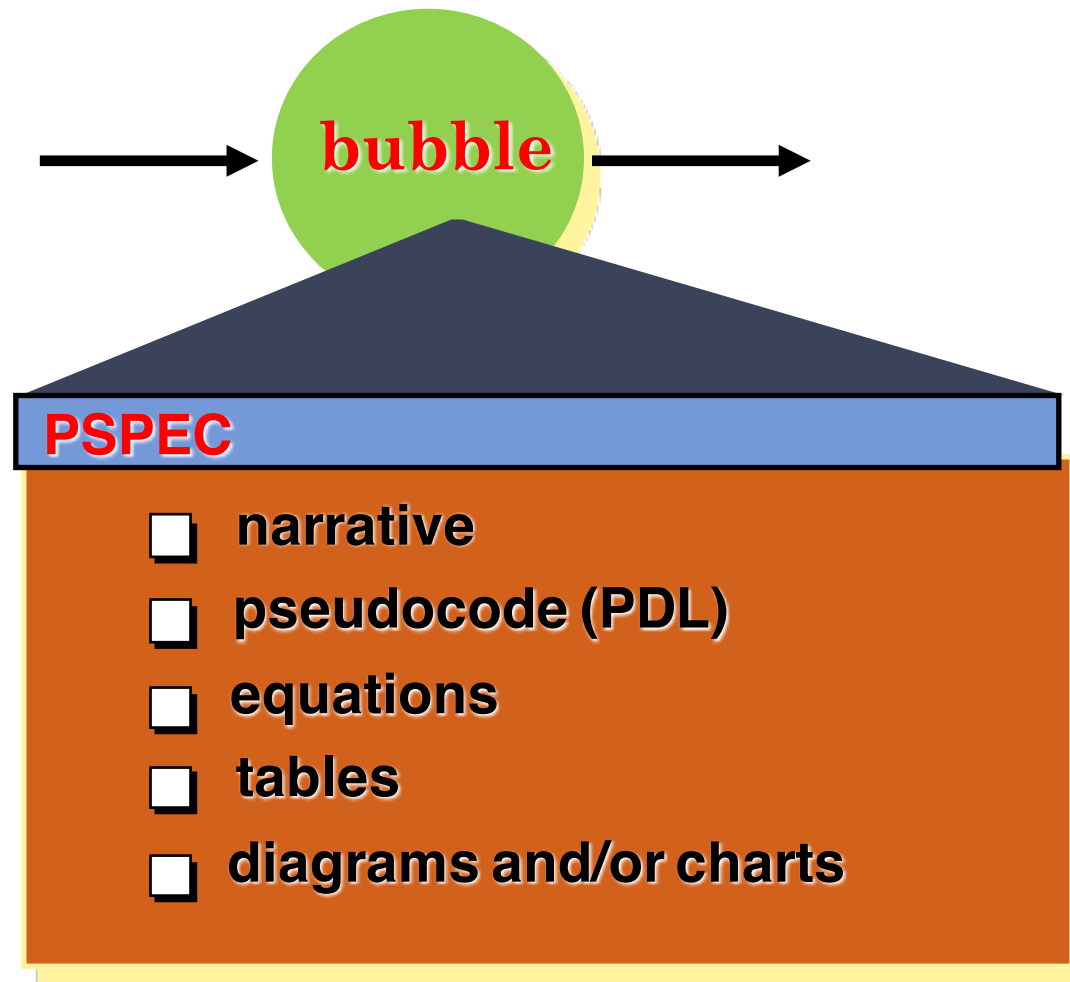 bubble
PSPEC
narrative
pseudocode (PDL)
equations
tables
diagrams and/or charts